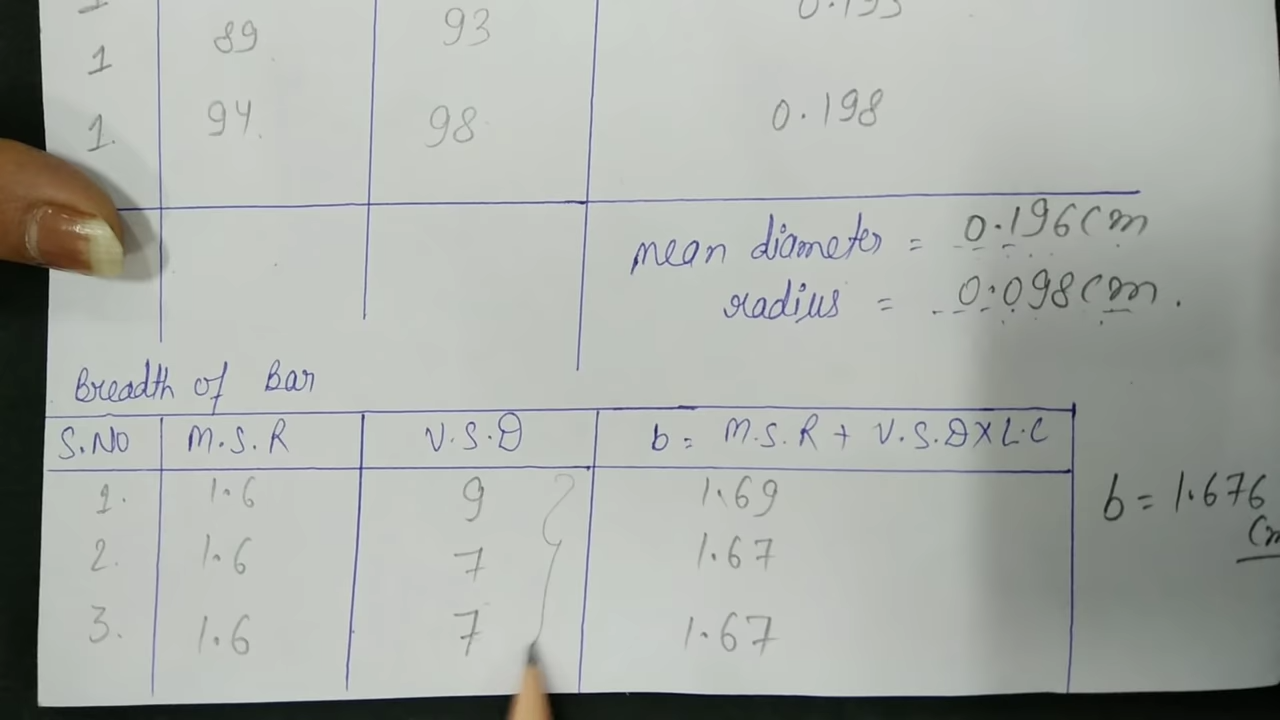 1 89 93
1. 94. 98 0.198
mean diameter = 0.196 Cm
radius = 0.098 Cm.
Breadth of Bar
S.NO M.S.R V.S.D b = M.S.R + V.S.D X L.C
1. 1.6 9 1.69
2. 1.6 7 1.67
3. 1.6 7 1.67
b = 1.676